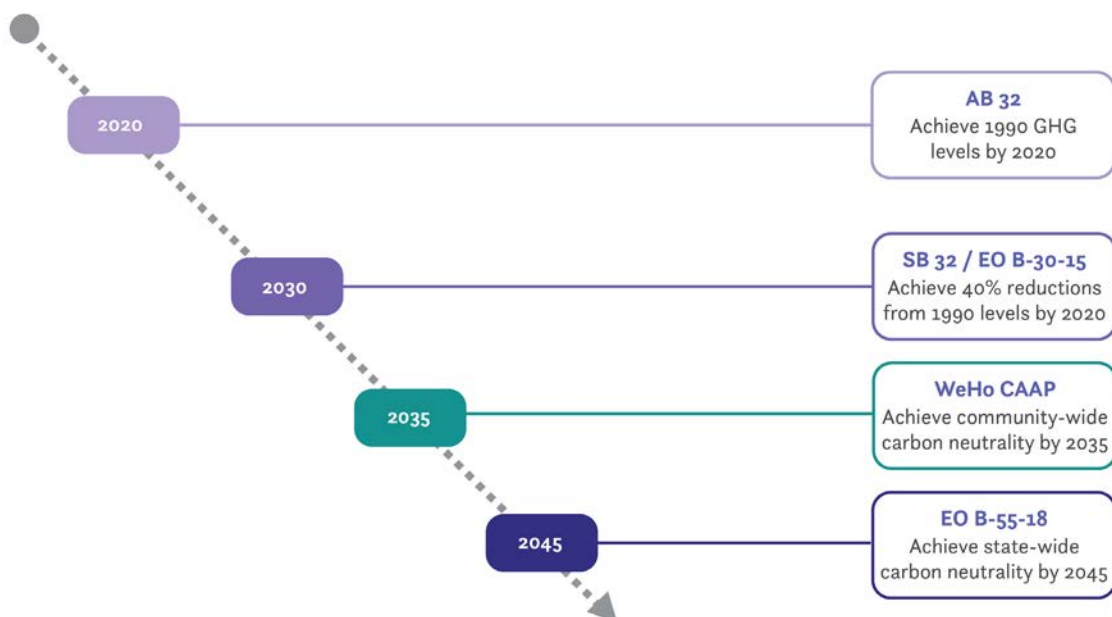 2020
AB 32
Achieve 1990 GHG
levels by 2020
2030
SB 32 / EO B-30-15
Achieve 40% reductions
from 1990 levels by 2020
2035
WeHo CAAP
Achieve community-wide
carbon neutrality by 2035
2045
EO B-55-18
Achieve state-wide
carbon neutrality by 2045